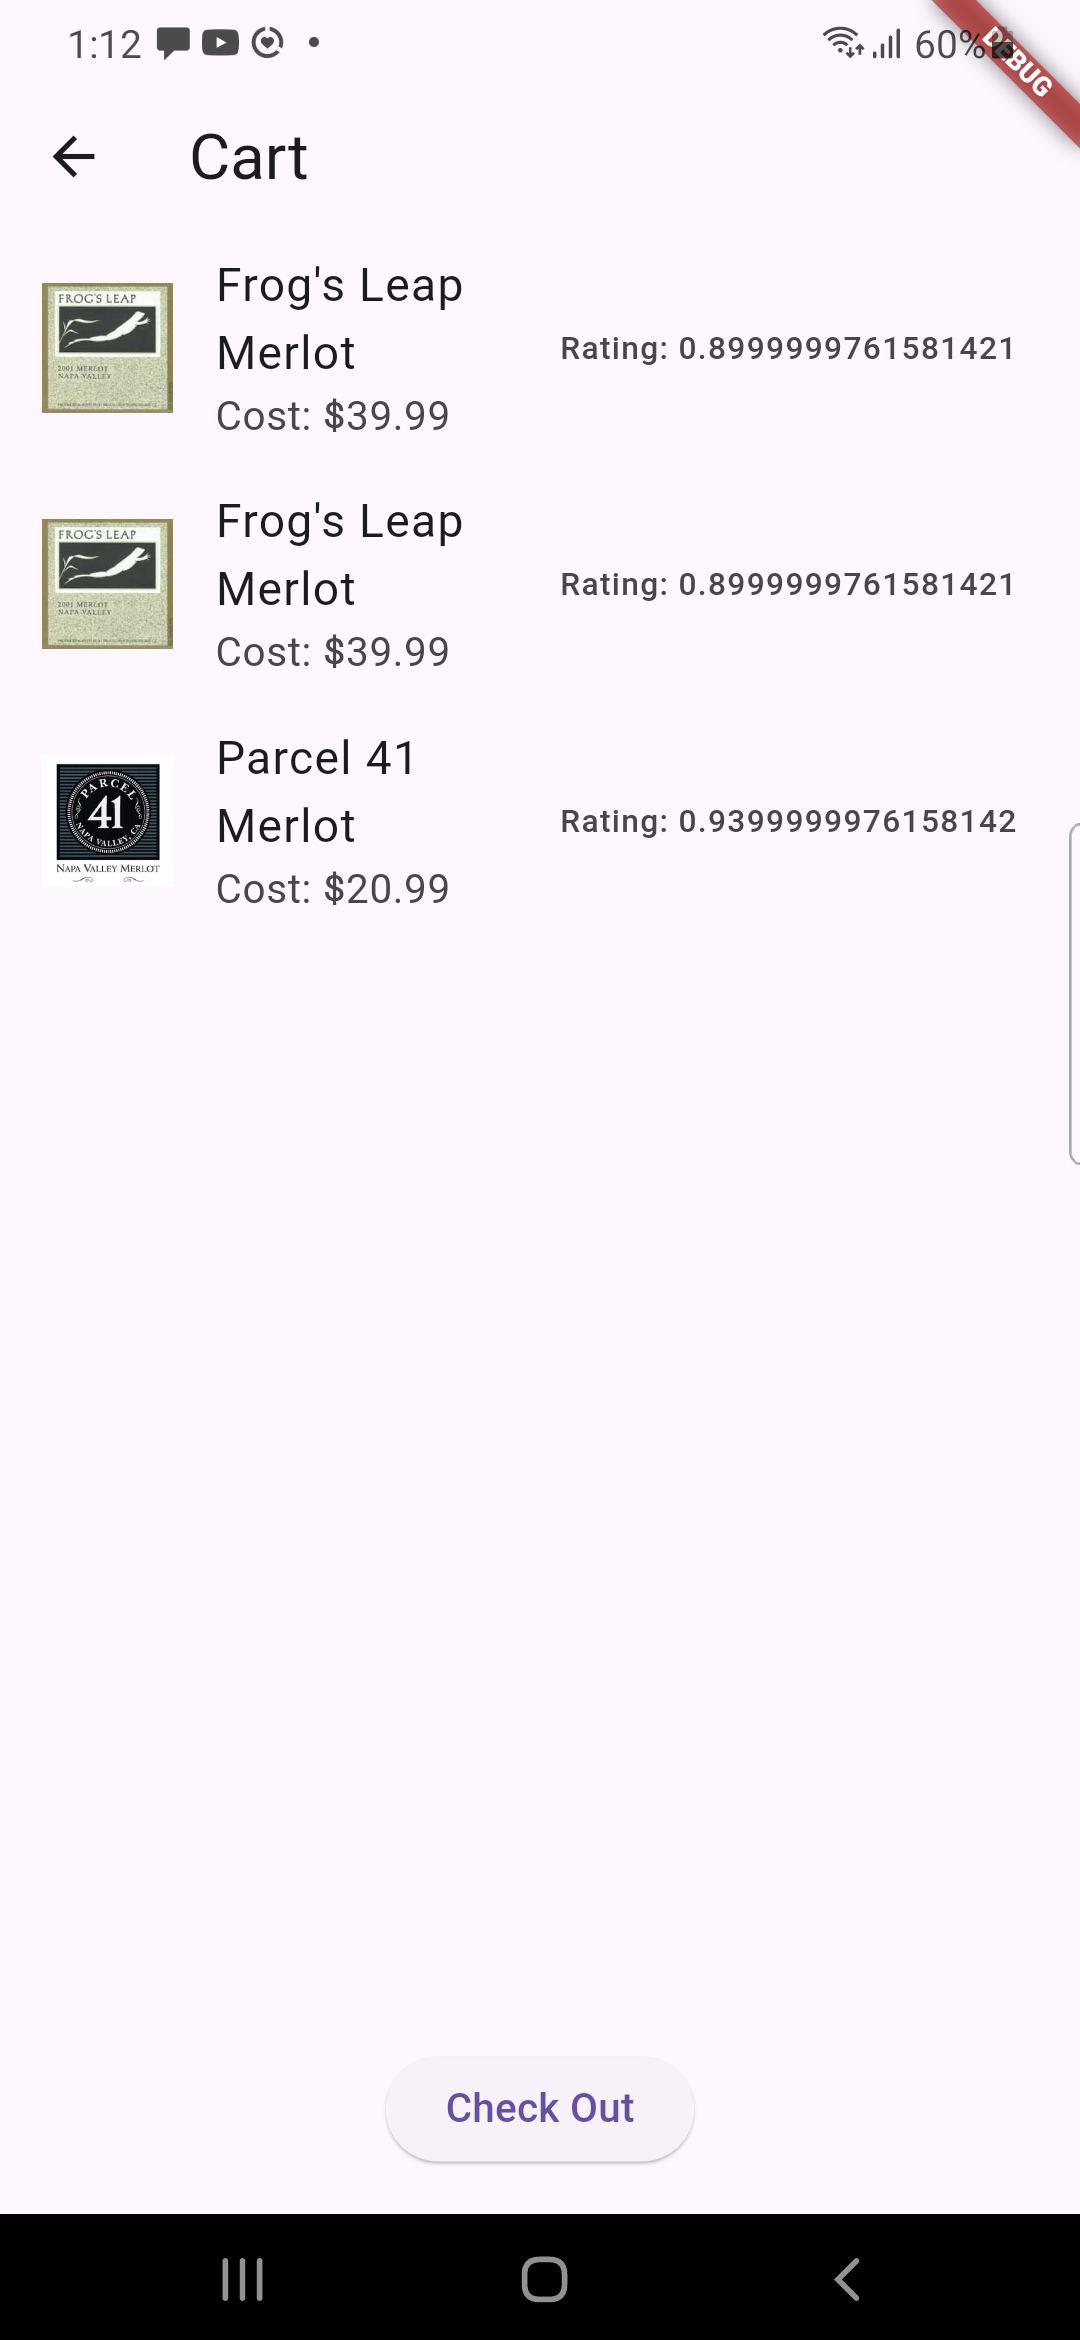 1:12
60%
DEBUG
Cart
FROG'S LEAP
2001 MERLOT
NAPA VALLEY
Frog's Leap
Merlot
Cost: $39.99
Rating: 0.8999999761581421
FROG'S LEAP
2001 MERLOT
NAPA VALLEY
Frog's Leap
Merlot
Cost: $39.99
Rating: 0.8999999761581421
PARCEL
41
NAPA VALLEY, CA
NAPA VALLEY MERLOT
Parcel 41
Merlot
Cost: $20.99
Rating: 0.9399999976158142
Check Out